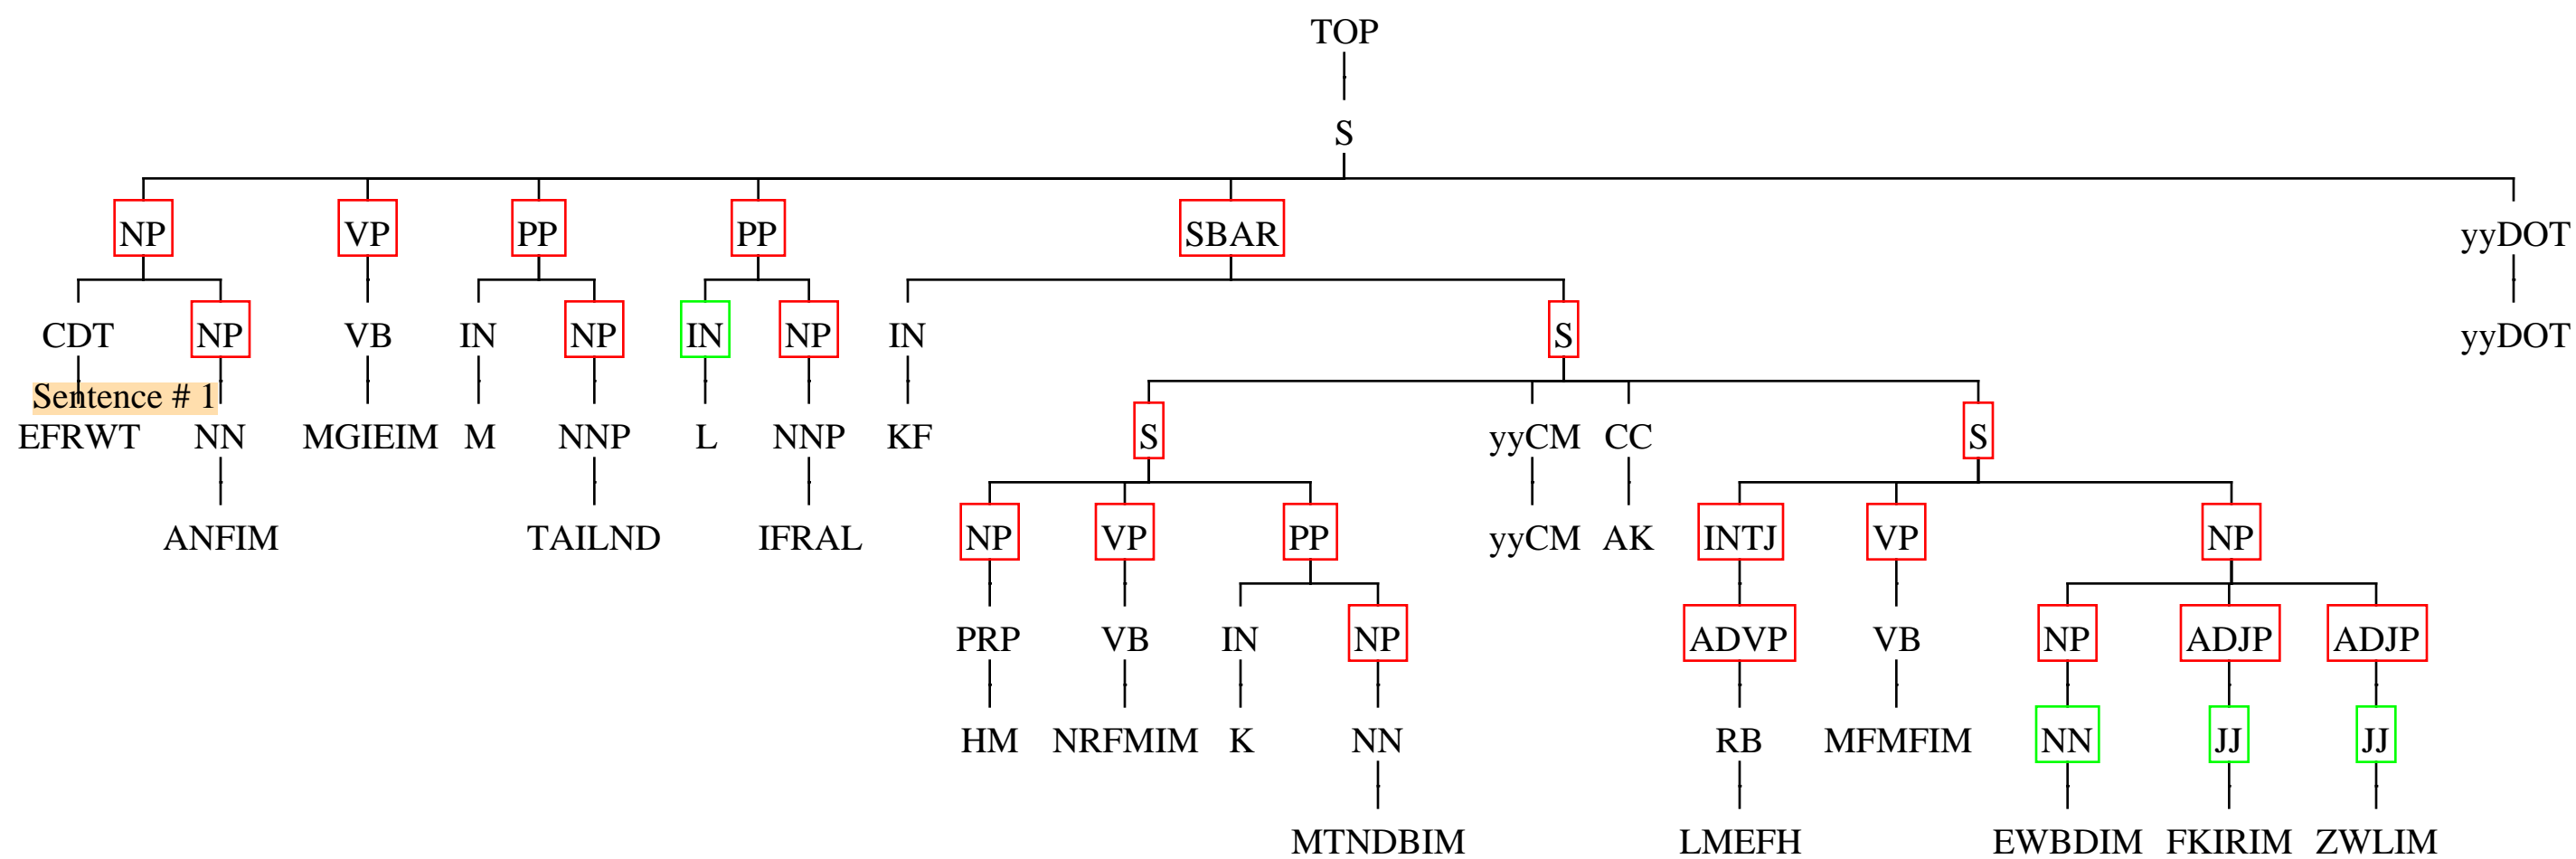 TOP
S
NP VP PP PP SBAR yyDOT
CDT NP VB IN NP IN NP IN S yyDOT
Sentence # 1
EFRWT NN MGIEIM M NNP L NNP KF S yyCM CC S
ANFIM TAILND IFRAL NP VP PP yyCM AK INTJ VP NP
PRP VB IN NP ADVP VB NP ADJP ADJP
HM NRFMIM K NN RB MFMFIM NN JJ JJ
MTNDBIM LMEFH EWBDIM FKIRIM ZWLIM